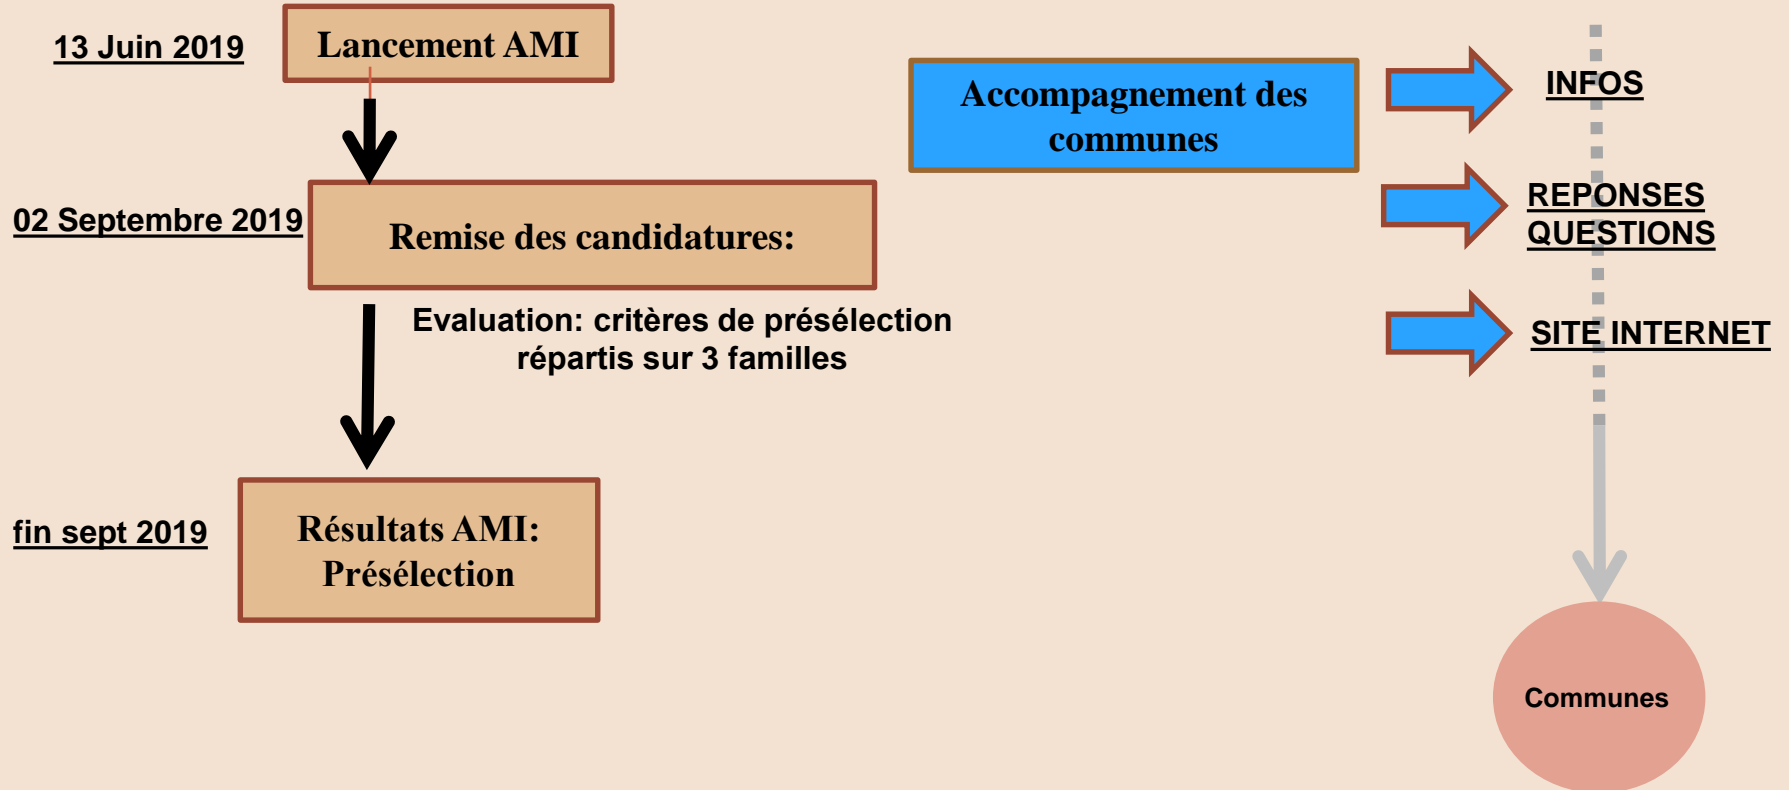 13 Juin 2019
Lancement AMI
02 Septembre 2019
Remise des candidatures:
Evaluation: critères de présélection
répartis sur 3 familles
fin sept 2019
Résultats AMI:
Présélection
Accompagnement des
communes
INFOS
REPONSES
QUESTIONS
SITE INTERNET
Communes